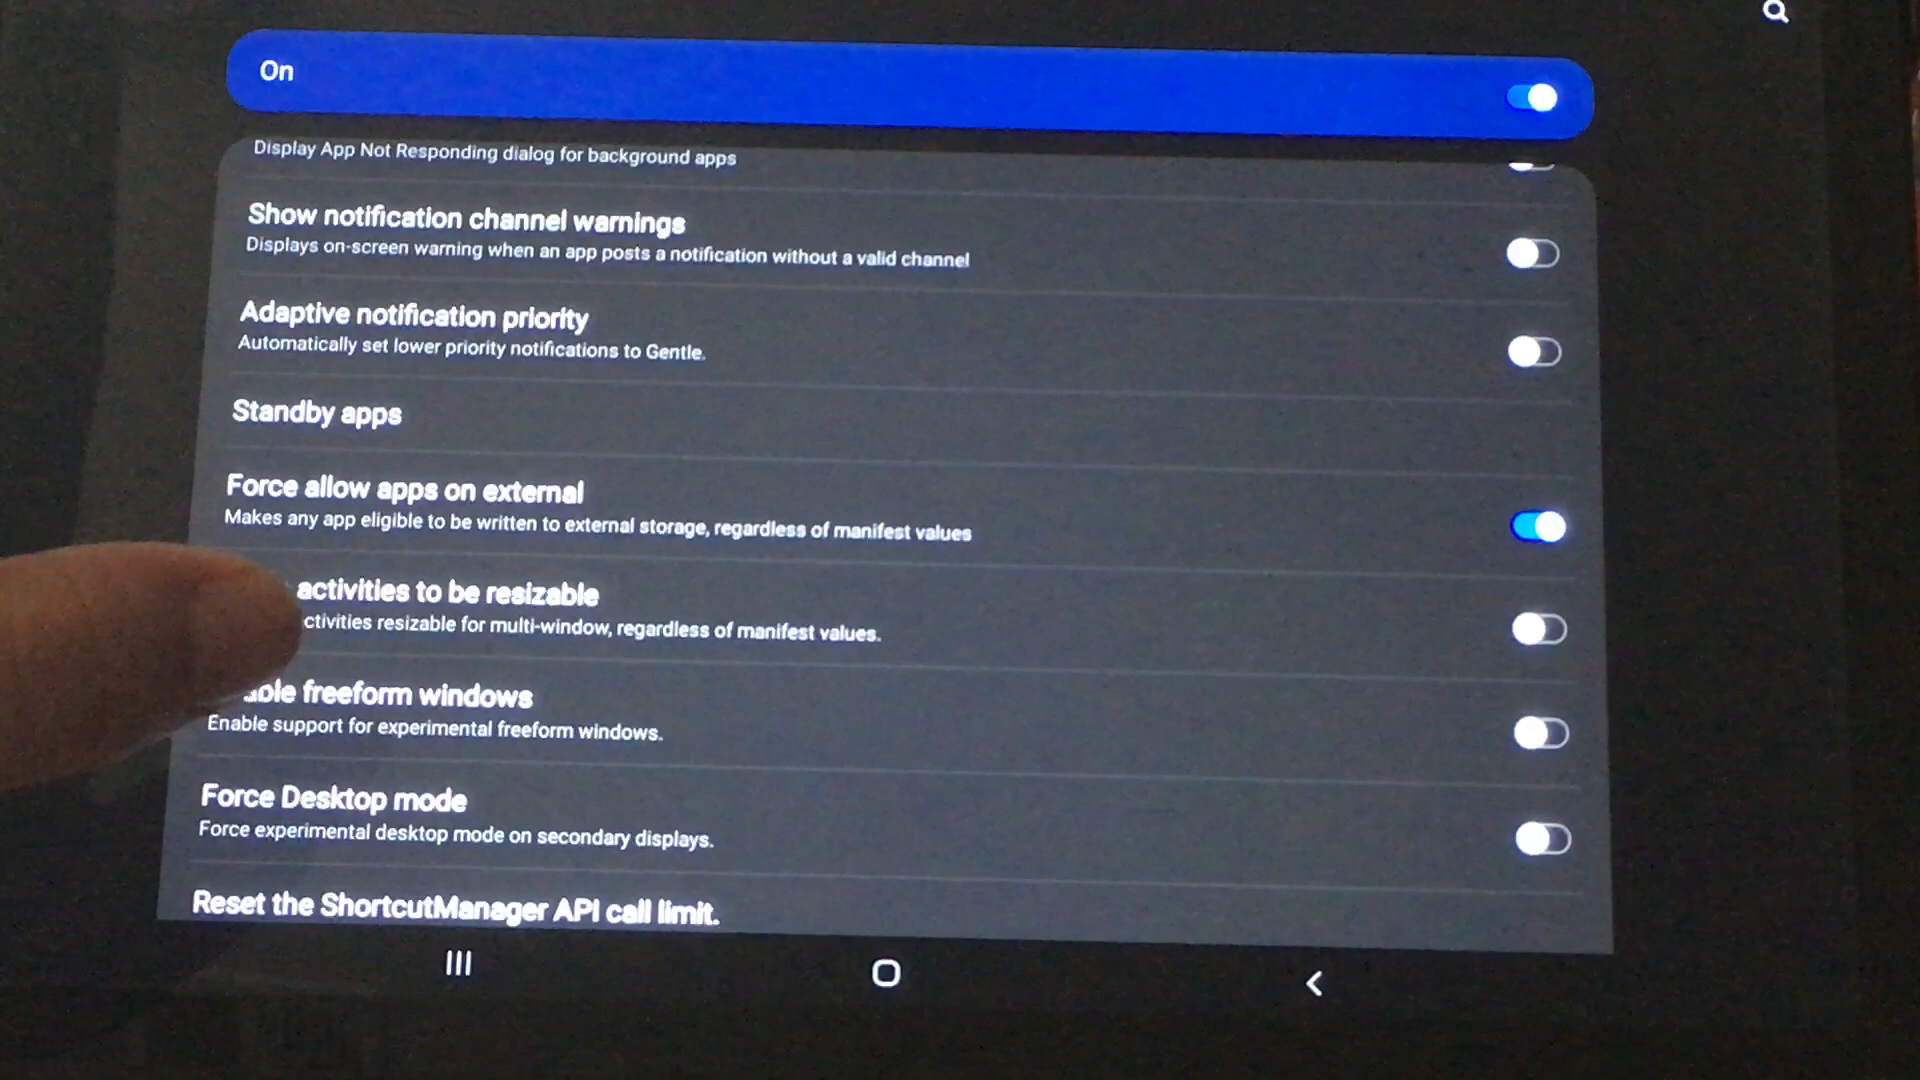 On
Display App Not Responding dialog for background apps
Show notification channel warnings
Displays on-screen warning when an app posts a notification without a valid channel
Adaptive notification priority
Automatically set lower priority notifications to Gentle.
Standby apps
Force allow apps on external
Makes any app eligible to be written to external storage, regardless of manifest values
activities to be resizable
ctivities resizable for multi-window, regardless of manifest values.
ble freeform windows
Enable support for experimental freeform windows.
Force Desktop mode
Force experimental desktop mode on secondary displays.
Reset the ShortcutManager API call limit.